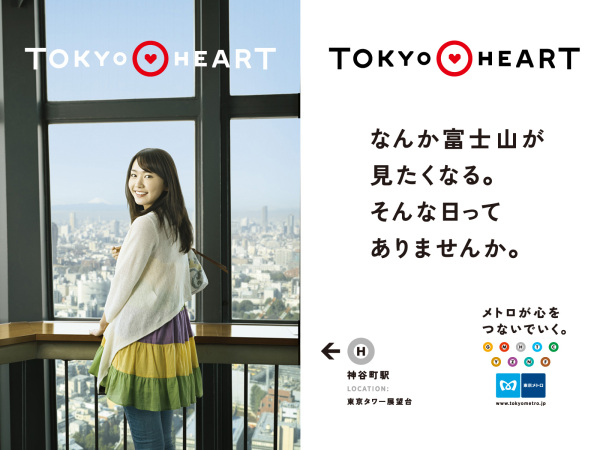 TOKYO HEART
TOKYO HEART
なんか富士山が
見たくなる。
そんな日って
ありませんか。
メトロが心を
つないでいく。
G M H T C
Y Z N F
H
神谷町駅
LOCATION:
東京タワー展望台
東京メトロ
www.tokyometro.jp